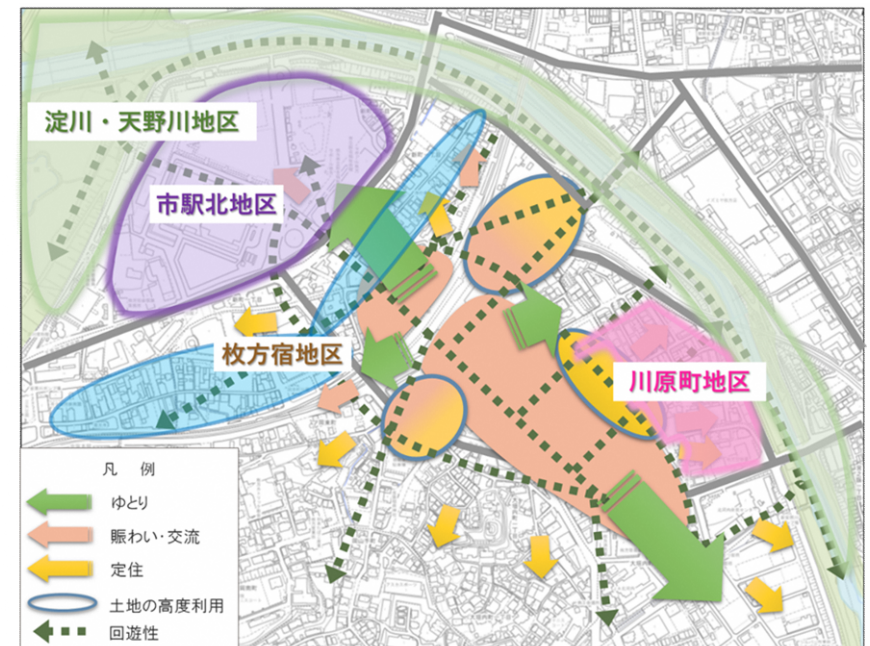 淀川・天野川地区
市駅北地区
枚方宿地区
川原町地区
凡 例
ゆとり
賑わい・交流
定住
土地の高度利用
回遊性